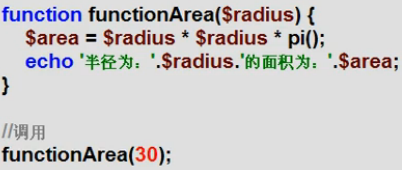 function functionArea($radius) {
$area = $radius * $radius * pi();
echo '半径为：'.$radius.'的面积为：'.$area;
}
//调用
functionArea(30);